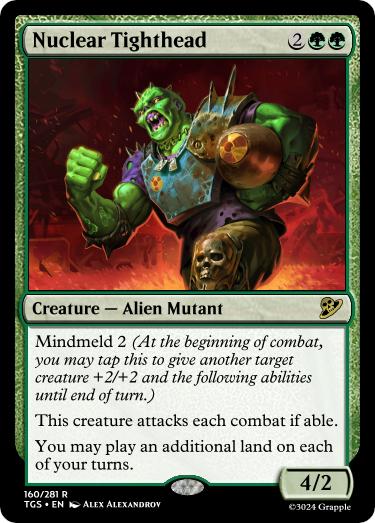 Nuclear Tighthead 2
Creature — Alien Mutant
Mindmeld 2 (At the beginning of combat,
you may tap this to give another target
creature +2/+2 and the following abilities
until end of turn.)
This creature attacks each combat if able.
You may play an additional land on each
of your turns.
4/2
160/281 R
TGS • EN Alex Alexandrov
©3024 Grapple